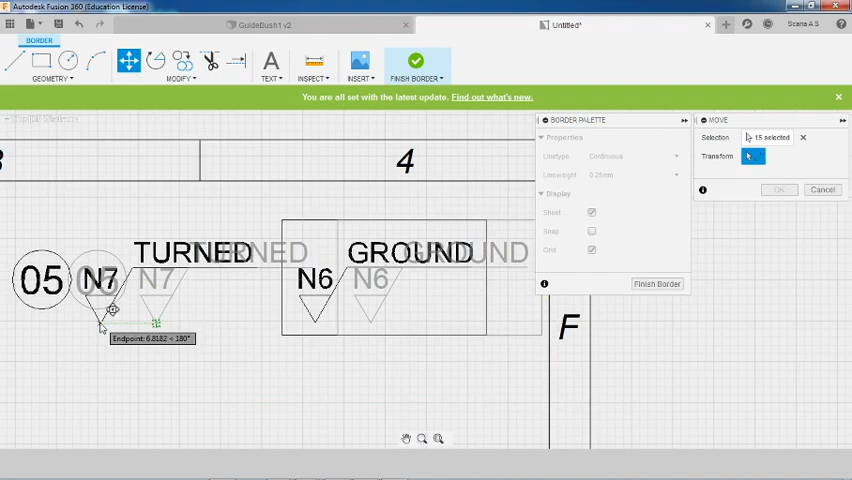 Autodesk Fusion 360 (Education License)
GuideBush1 v2
Untitled*
Scaria A S
BORDER
GEOMETRY
MODIFY
TEXT
INSPECT
INSERT
FINISH BORDER
You are all set with the latest update. Find out what's new.
BORDER PALETTE
MOVE
Properties
Selection 15 selected
Linetype Continuous
Transform
Lineweight 0.25mm
Display
OK Cancel
Sheet
Snap
Grid
Finish Border
3 4
TURNED TURNED GROUND GROUND
05 05 N7 N7 N6 N6
F
Endpoint: 6.8182 < 180°